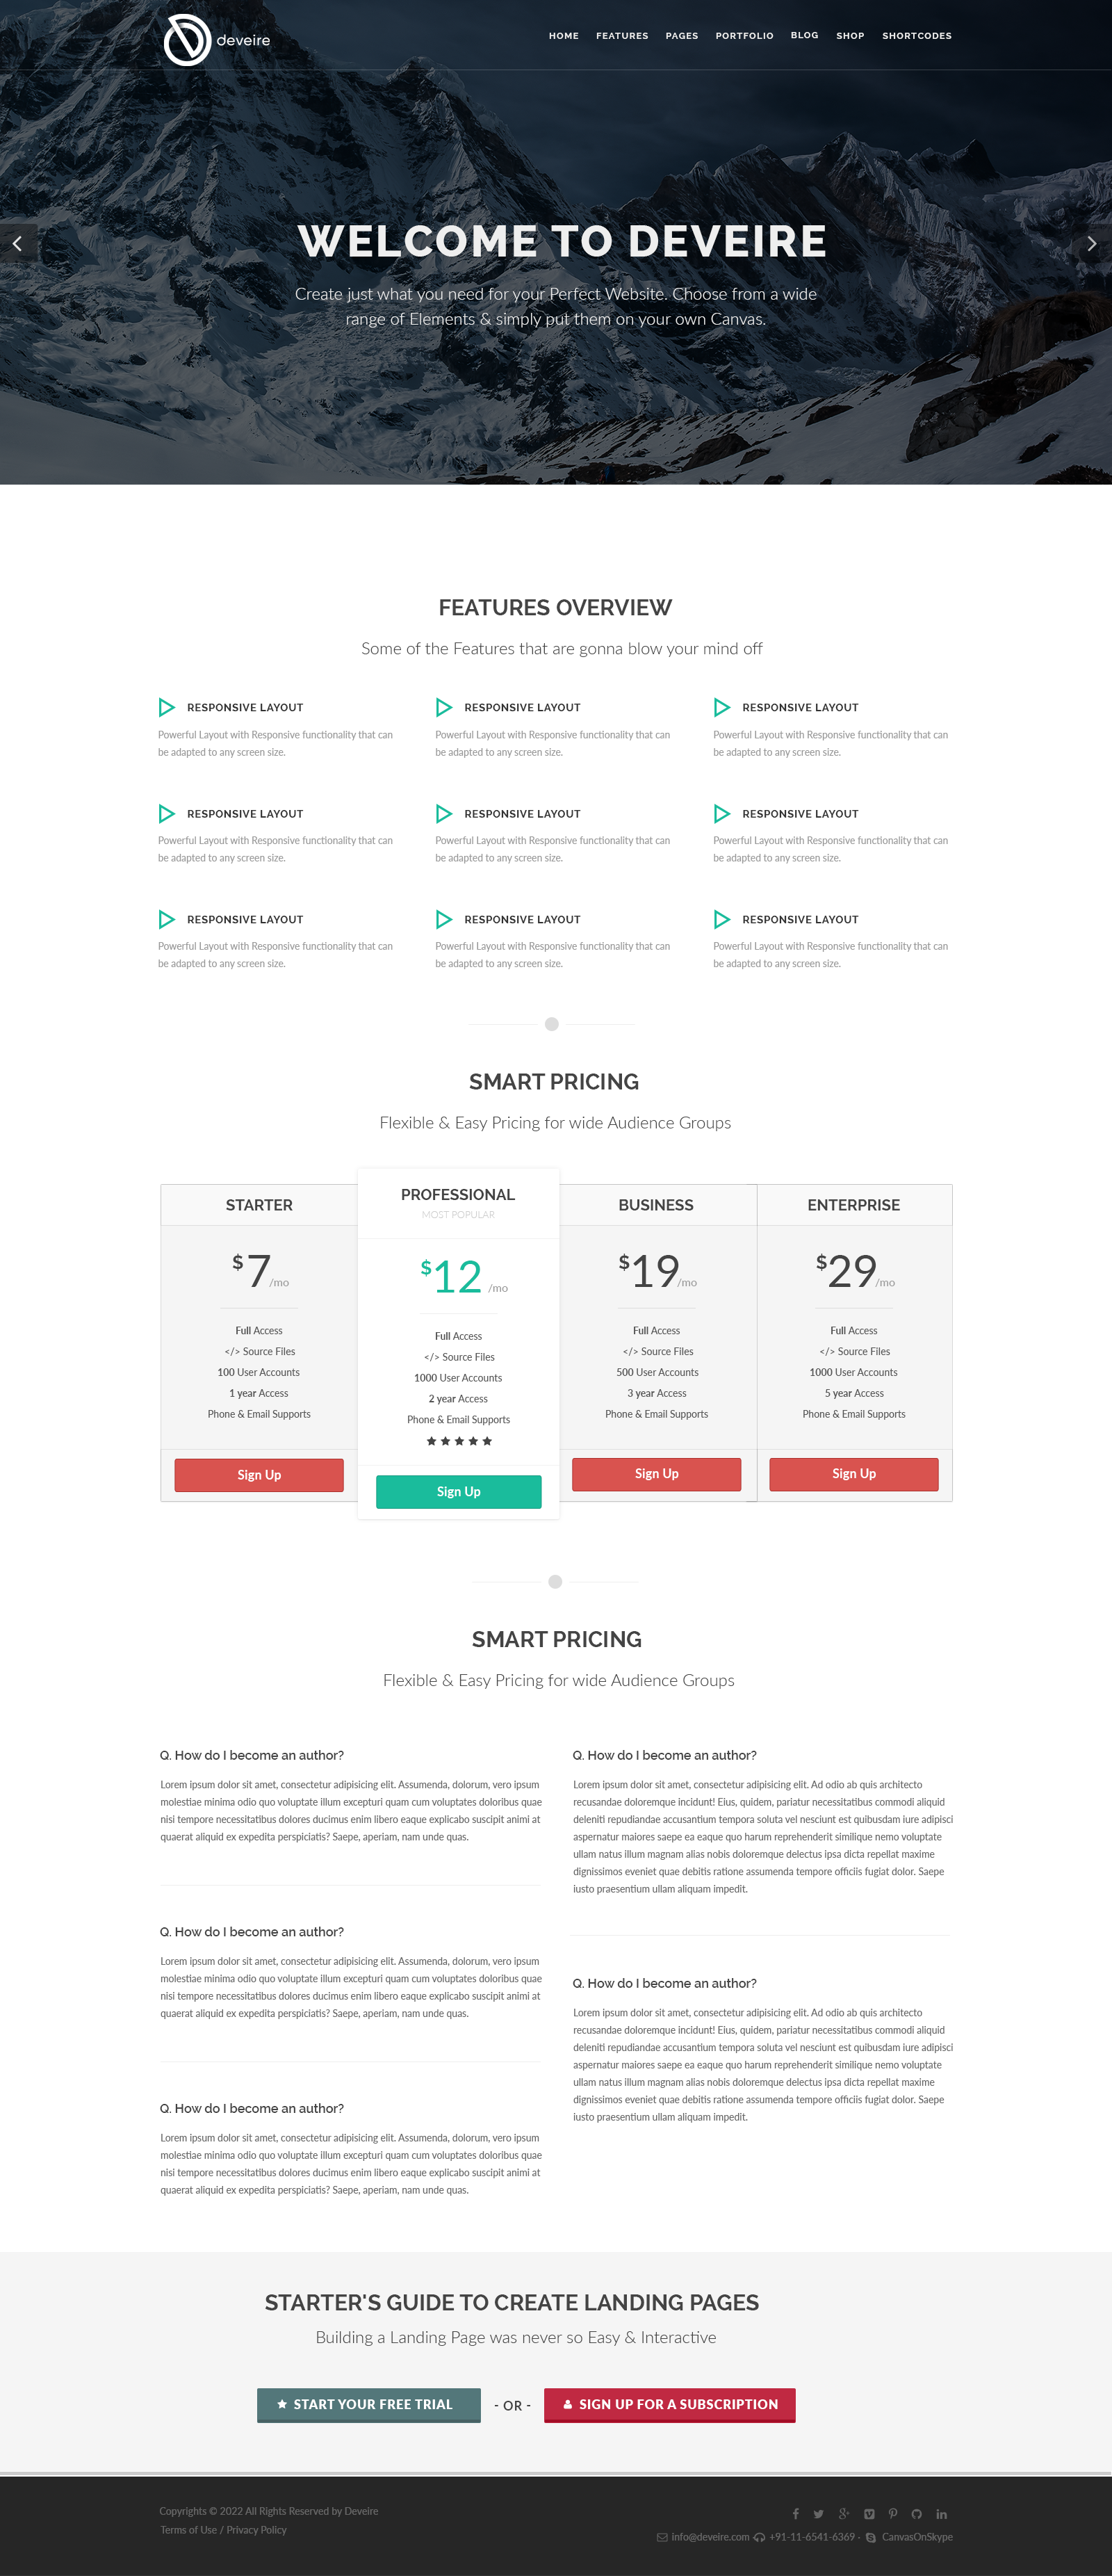 deveire
HOME FEATURES PAGES PORTFOLIO BLOG SHOP SHORTCODES
WELCOME TO DEVEIRE
Create just what you need for your Perfect Website. Choose from a wide
range of Elements & simply put them on your own Canvas.
FEATURES OVERVIEW
Some of the Features that are gonna blow your mind off
RESPONSIVE LAYOUT
Powerful Layout with Responsive functionality that can
be adapted to any screen size.
RESPONSIVE LAYOUT
Powerful Layout with Responsive functionality that can
be adapted to any screen size.
RESPONSIVE LAYOUT
Powerful Layout with Responsive functionality that can
be adapted to any screen size.
RESPONSIVE LAYOUT
Powerful Layout with Responsive functionality that can
be adapted to any screen size.
RESPONSIVE LAYOUT
Powerful Layout with Responsive functionality that can
be adapted to any screen size.
RESPONSIVE LAYOUT
Powerful Layout with Responsive functionality that can
be adapted to any screen size.
RESPONSIVE LAYOUT
Powerful Layout with Responsive functionality that can
be adapted to any screen size.
RESPONSIVE LAYOUT
Powerful Layout with Responsive functionality that can
be adapted to any screen size.
RESPONSIVE LAYOUT
Powerful Layout with Responsive functionality that can
be adapted to any screen size.
SMART PRICING
Flexible & Easy Pricing for wide Audience Groups
STARTER
$7/mo
Full Access
</> Source Files
100 User Accounts
1 year Access
Phone & Email Supports
Sign Up
PROFESSIONAL
MOST POPULAR
$12 /mo
Full Access
</> Source Files
1000 User Accounts
2 year Access
Phone & Email Supports
★ ★ ★ ★ ★
Sign Up
BUSINESS
$19/mo
Full Access
</> Source Files
500 User Accounts
3 year Access
Phone & Email Supports
Sign Up
ENTERPRISE
$29/mo
Full Access
</> Source Files
1000 User Accounts
5 year Access
Phone & Email Supports
Sign Up
SMART PRICING
Flexible & Easy Pricing for wide Audience Groups
Q. How do I become an author?
Lorem ipsum dolor sit amet, consectetur adipisicing elit. Assumenda, dolorum, vero ipsum
molestiae minima odio quo voluptate illum excepturi quam cum voluptates doloribus quae
nisi tempore necessitatibus dolores ducimus enim libero eaque explicabo suscipit animi at
quaerat aliquid ex expedita perspiciatis? Saepe, aperiam, nam unde quas.
Q. How do I become an author?
Lorem ipsum dolor sit amet, consectetur adipisicing elit. Assumenda, dolorum, vero ipsum
molestiae minima odio quo voluptate illum excepturi quam cum voluptates doloribus quae
nisi tempore necessitatibus dolores ducimus enim libero eaque explicabo suscipit animi at
quaerat aliquid ex expedita perspiciatis? Saepe, aperiam, nam unde quas.
Q. How do I become an author?
Lorem ipsum dolor sit amet, consectetur adipisicing elit. Assumenda, dolorum, vero ipsum
molestiae minima odio quo voluptate illum excepturi quam cum voluptates doloribus quae
nisi tempore necessitatibus dolores ducimus enim libero eaque explicabo suscipit animi at
quaerat aliquid ex expedita perspiciatis? Saepe, aperiam, nam unde quas.
Q. How do I become an author?
Lorem ipsum dolor sit amet, consectetur adipisicing elit. Ad odio ab quis architecto
recusandae doloremque incidunt! Eius, quidem, pariatur necessitatibus commodi aliquid
deleniti repudiandae accusantium tempora soluta vel nesciunt est quibusdam iure adipisci
aspernatur maiores saepe ea eaque quo harum reprehenderit similique nemo voluptate
ullam natus illum magnam alias nobis doloremque delectus ipsa dicta repellat maxime
dignissimos eveniet quae debitis ratione assumenda tempore officiis fugiat dolor. Saepe
iusto praesentium ullam aliquam impedit.
Q. How do I become an author?
Lorem ipsum dolor sit amet, consectetur adipisicing elit. Ad odio ab quis architecto
recusandae doloremque incidunt! Eius, quidem, pariatur necessitatibus commodi aliquid
deleniti repudiandae accusantium tempora soluta vel nesciunt est quibusdam iure adipisci
aspernatur maiores saepe ea eaque quo harum reprehenderit similique nemo voluptate
ullam natus illum magnam alias nobis doloremque delectus ipsa dicta repellat maxime
dignissimos eveniet quae debitis ratione assumenda tempore officiis fugiat dolor. Saepe
iusto praesentium ullam aliquam impedit.
STARTER'S GUIDE TO CREATE LANDING PAGES
Building a Landing Page was never so Easy & Interactive
START YOUR FREE TRIAL - OR - SIGN UP FOR A SUBSCRIPTION
Copyrights © 2022 All Rights Reserved by Deveire
Terms of Use / Privacy Policy
info@deveire.com · +91-11-6541-6369 · CanvasOnSkype